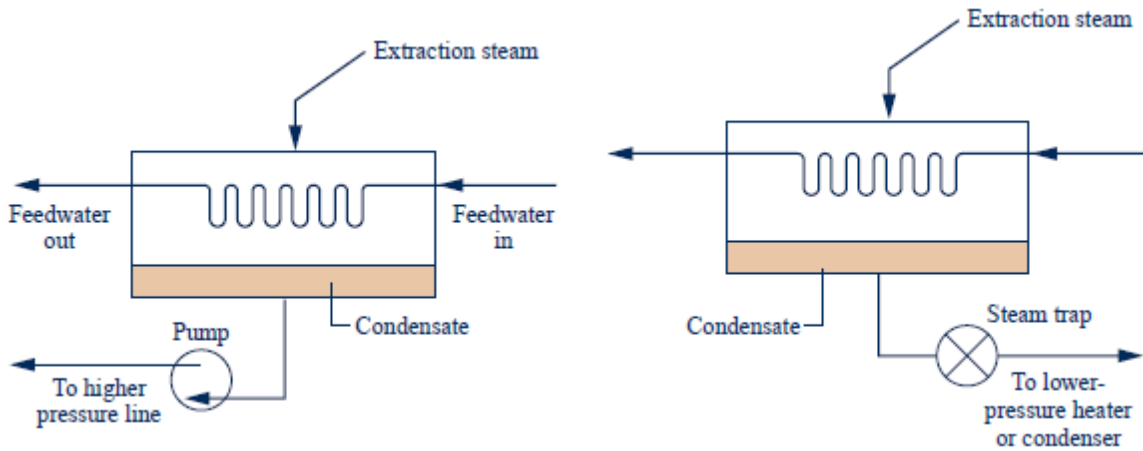 Extraction steam
Feedwater
out
Feedwater
in
Condensate
Pump
To higher
pressure line
Extraction steam
Condensate
Steam trap
To lower-
pressure heater
or condenser